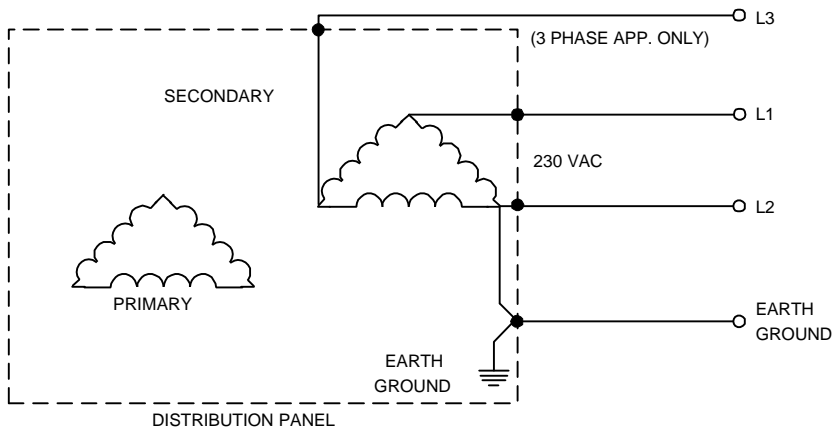 L3
(3 PHASE APP. ONLY)
SECONDARY
L1
230 VAC
L2
PRIMARY
EARTH
GROUND
EARTH
GROUND
DISTRIBUTION PANEL